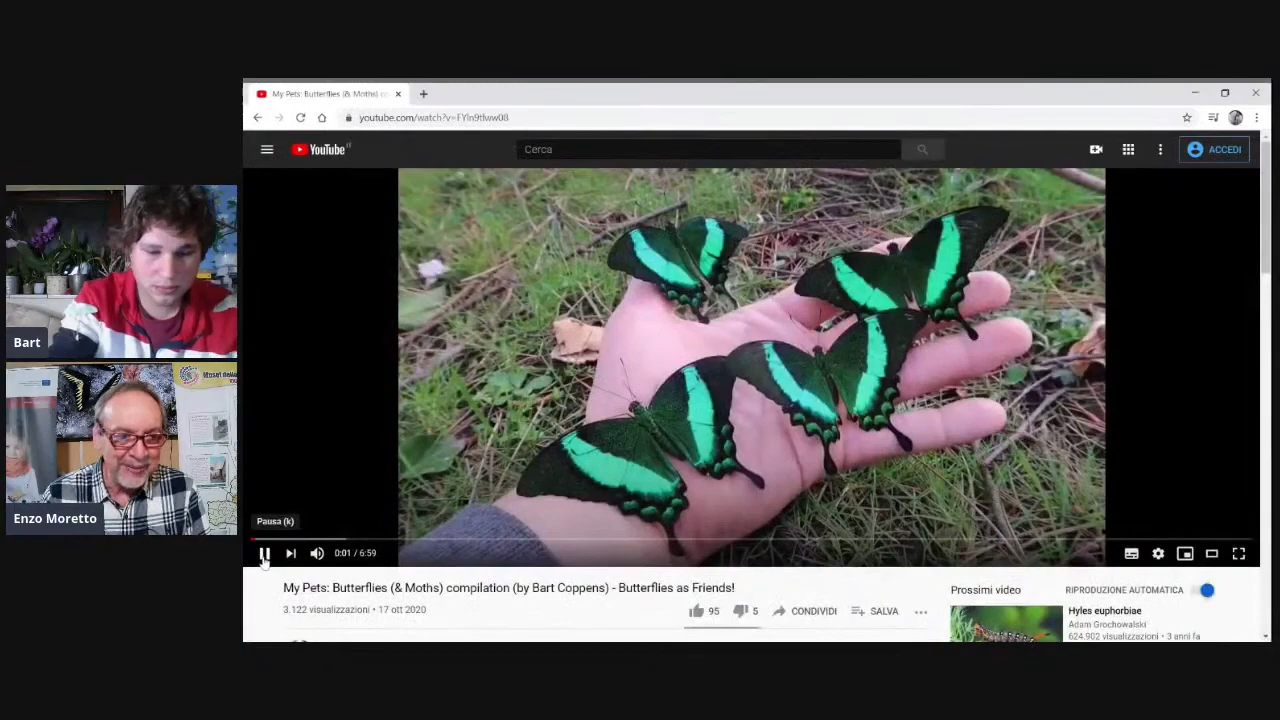 My Pets: Butterflies (& Moths) co
youtube.com/watch?v=
YouTube IT
Cerca
ACCEDI
Bart
Enzo Moretto
Pausa (k)
0:01 / 6:59
My Pets: Butterflies (& Moths) compilation (by Bart Coppens) - Butterflies as Friends!
3.122 visualizzazioni • 17 ott 2020
95
5
CONDIVIDI
SALVA
Prossimi video
RIPRODUZIONE AUTOMATICA
Hyles euphorbiae
Adam Grochowalski
624.902 visualizzazioni • 3 anni fa